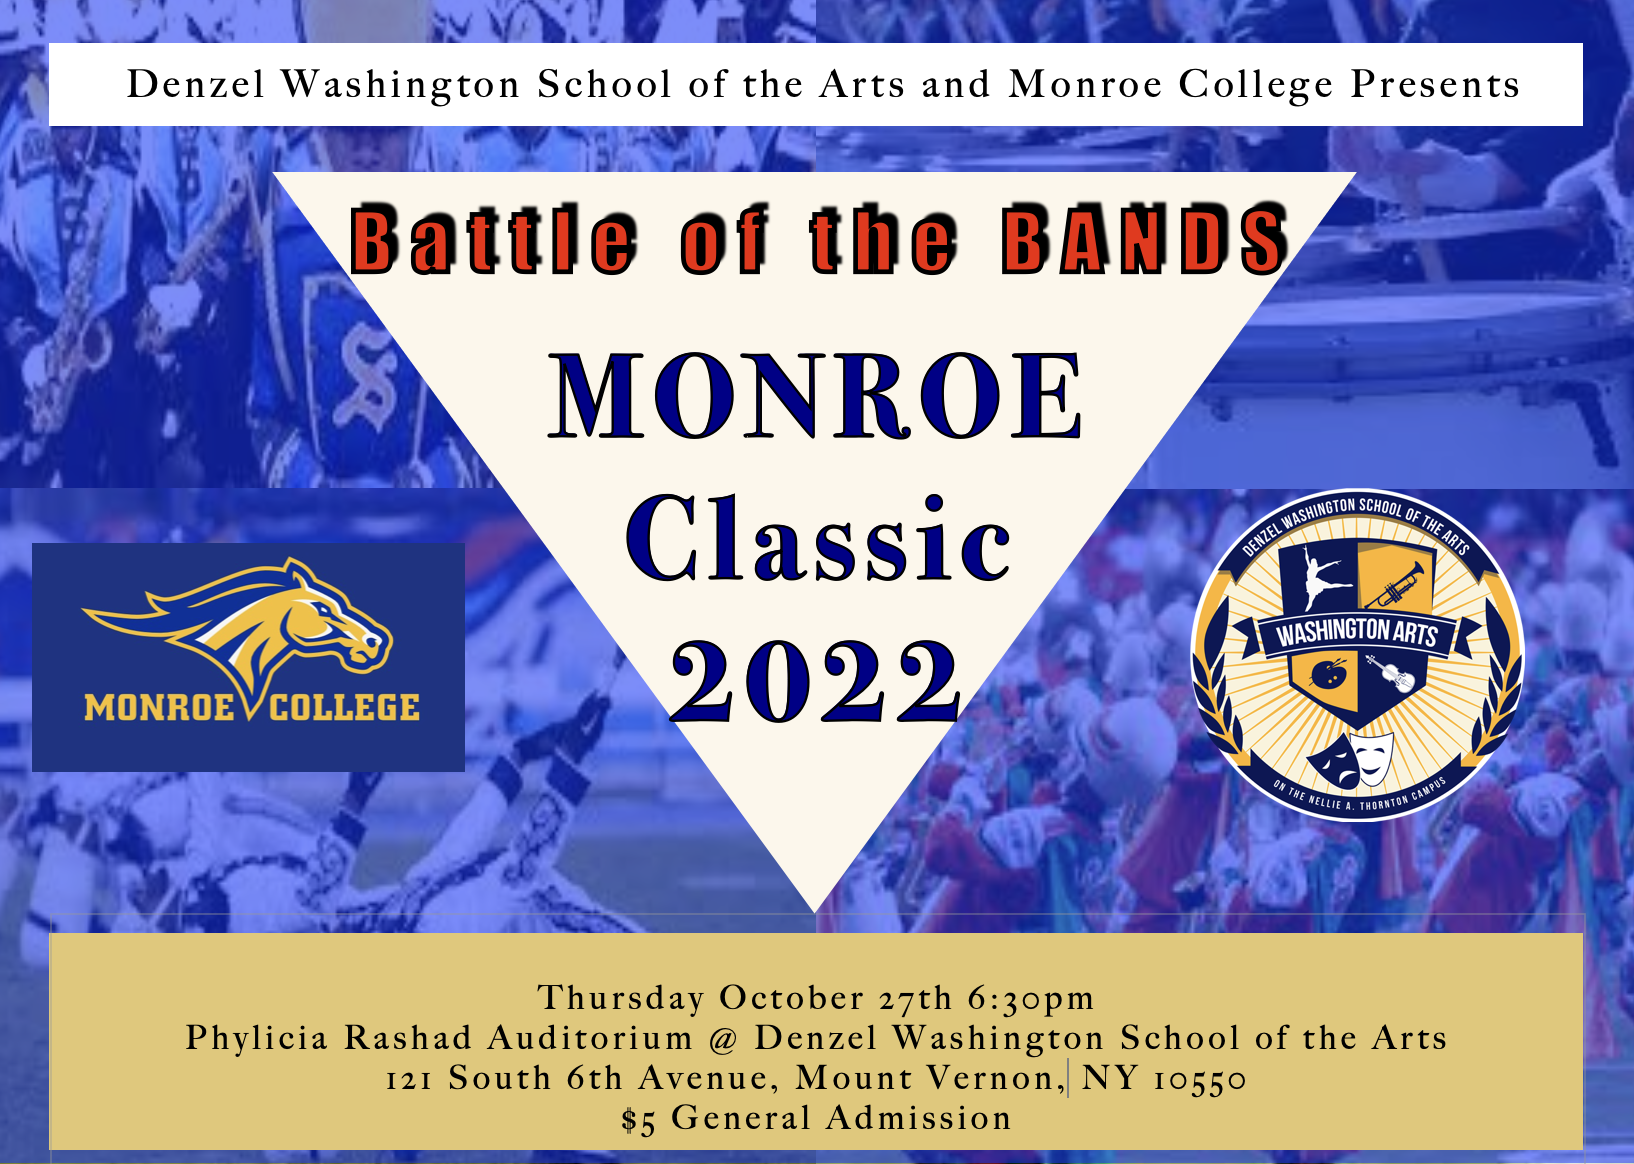 Denzel Washington School of the Arts and Monroe College Presents
Battle of the BANDS
MONROE
Classic
2022
MONROE COLLEGE
DENZEL WASHINGTON SCHOOL OF THE ARTS
WASHINGTON ARTS
ON THE NELLIE A. THORNTON CAMPUS
S
Thursday October 27th 6:30pm
Phylicia Rashad Auditorium @ Denzel Washington School of the Arts
121 South 6th Avenue, Mount Vernon, NY 10550
$5 General Admission